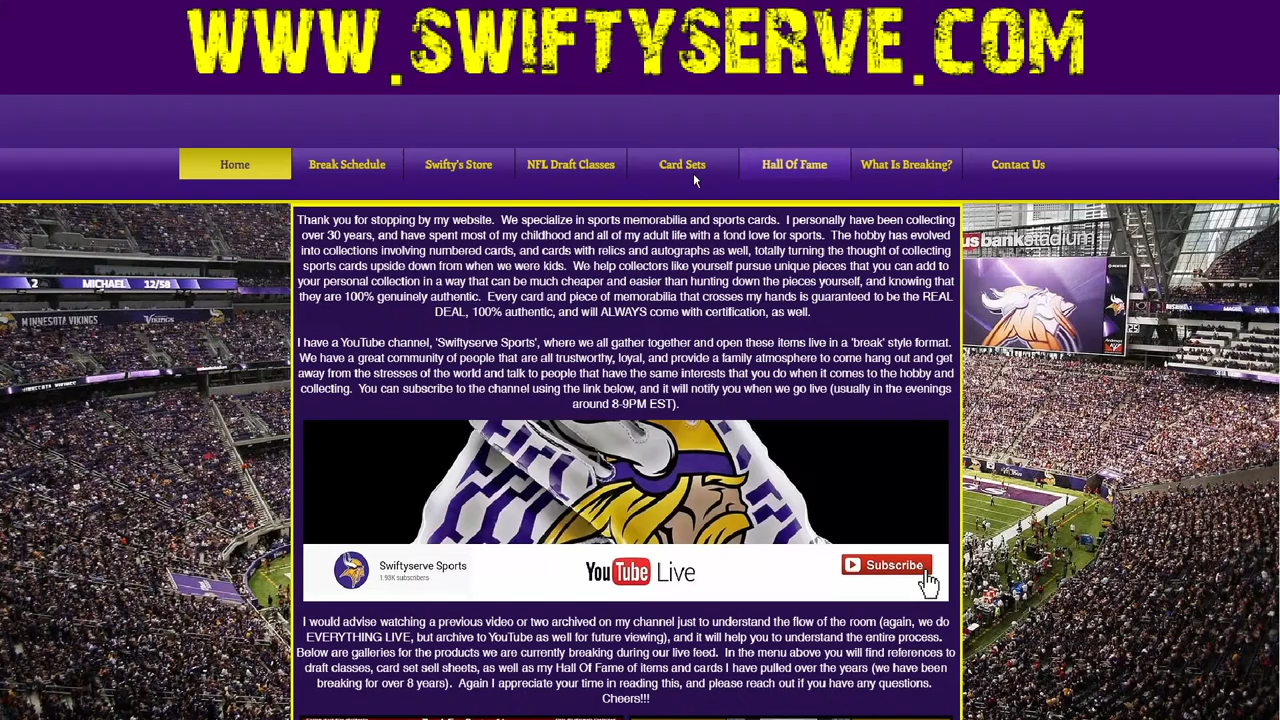 WWW.SWIFTYSERVE.COM
Home
Break Schedule
Swifty's Store
NFL Draft Classes
Card Sets
Hall Of Fame
What Is Breaking?
Contact Us
Thank you for stopping by my website. We specialize in sports memorabilia and sports cards. I personally have been collecting
over 30 years, and have spent most of my childhood and all of my adult life with a fond love for sports. The hobby has evolved
into collections involving numbered cards, and cards with relics and autographs as well, totally turning the thought of collecting
sports cards upside down from when we were kids. We help collectors like yourself pursue unique pieces that you can add to
your personal collection in a way that can be much cheaper and easier than hunting down the pieces yourself, and knowing that
they are 100% genuinely authentic. Every card and piece of memorabilia that crosses my hands is guaranteed to be the REAL
DEAL, 100% authentic, and will ALWAYS come with certification, as well.
I have a YouTube channel, 'Swiftyserve Sports', where we all gather together and open these items live in a 'break' style format.
We have a great community of people that are all trustworthy, loyal, and provide a family atmosphere to come hang out and get
away from the stresses of the world and talk to people that have the same interests that you do when it comes to the hobby and
collecting. You can subscribe to the channel using the link below, and it will notify you when we go live (usually in the evenings
around 8-9PM EST).
Swiftyserve Sports
1.93K subscribers
YouTube Live
Subscribe
I would advise watching a previous video or two archived on my channel just to understand the flow of the room (again, we do
EVERYTHING LIVE, but archive to YouTube as well for future viewing), and it will help you to understand the entire process.
Below are galleries for the products we are currently breaking during our live feed. In the menu above you will find references to
draft classes, card set sell sheets, as well as my Hall Of Fame of items and cards I have pulled over the years (we have been
breaking for over 8 years). Again I appreciate your time in reading this, and please reach out if you have any questions.
Cheers!!!
2 MICHAEL 12/58
MINNESOTA VIKINGS
us bank stadium